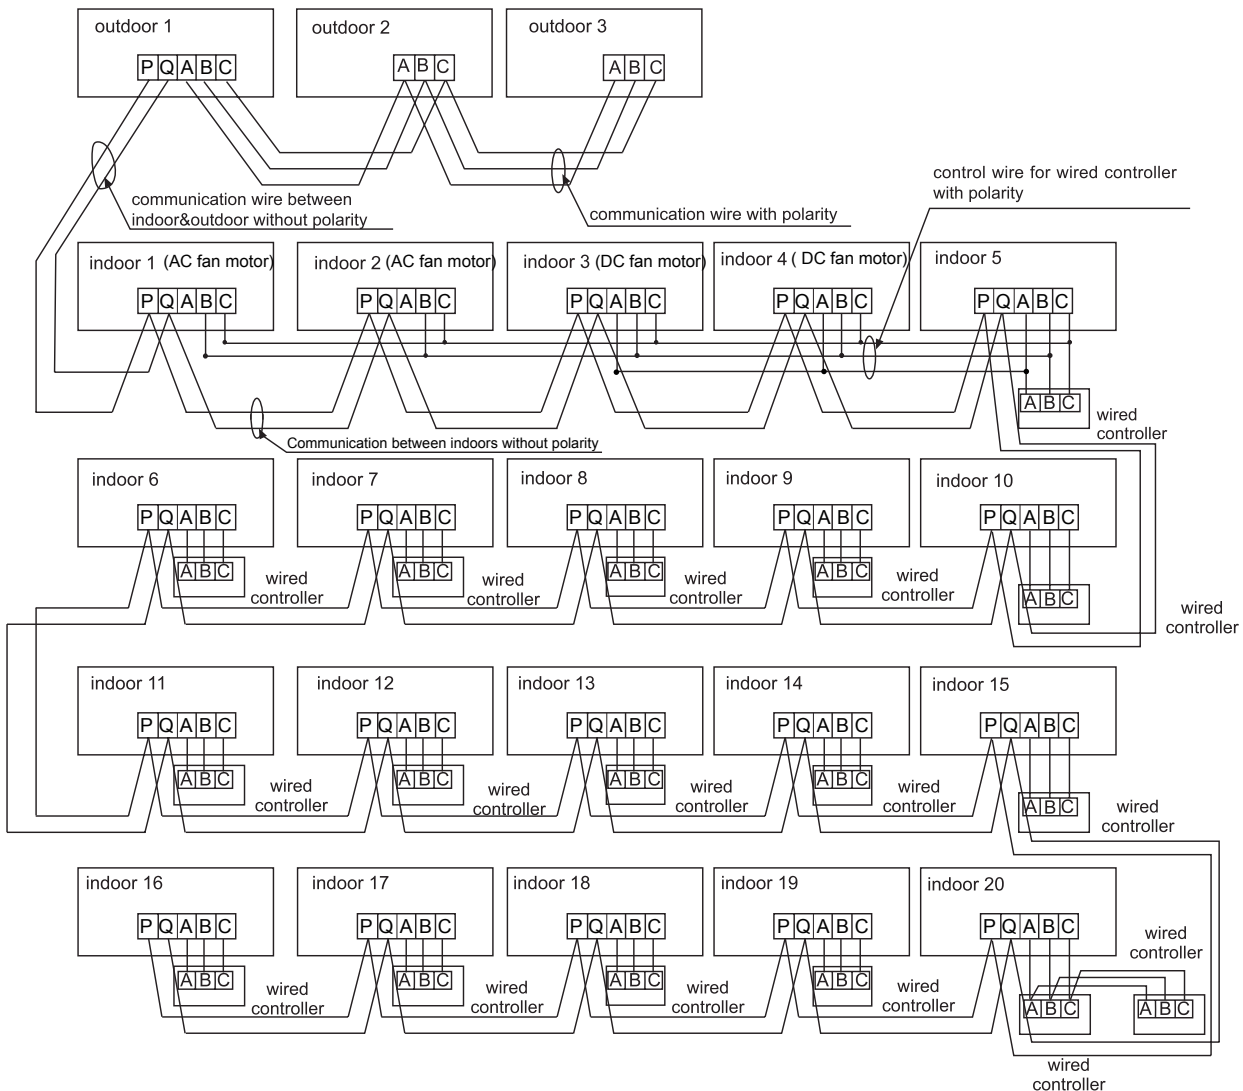 outdoor 1
outdoor 2
outdoor 3
P Q A B C
A B C
A B C
communication wire between
indoor&outdoor without polarity
communication wire with polarity
control wire for wired controller
with polarity
indoor 1 (AC fan motor)
indoor 2 (AC fan motor)
indoor 3 (DC fan motor)
indoor 4 ( DC fan motor)
indoor 5
P Q A B C
P Q A B C
P Q A B C
P Q A B C
P Q A B C
A B C
wired
controller
Communication between indoors without polarity
indoor 6
indoor 7
indoor 8
indoor 9
indoor 10
P Q A B C
P Q A B C
P Q A B C
P Q A B C
P Q A B C
A B C
wired
controller
A B C
wired
controller
A B C
wired
controller
A B C
wired
controller
A B C
wired
controller
indoor 11
indoor 12
indoor 13
indoor 14
indoor 15
P Q A B C
P Q A B C
P Q A B C
P Q A B C
P Q A B C
A B C
wired
controller
A B C
wired
controller
A B C
wired
controller
A B C
wired
controller
A B C
wired
controller
indoor 16
indoor 17
indoor 18
indoor 19
indoor 20
P Q A B C
P Q A B C
P Q A B C
P Q A B C
P Q A B C
A B C
wired
controller
A B C
wired
controller
A B C
wired
controller
A B C
wired
controller
wired
controller
A B C
A B C
wired
controller